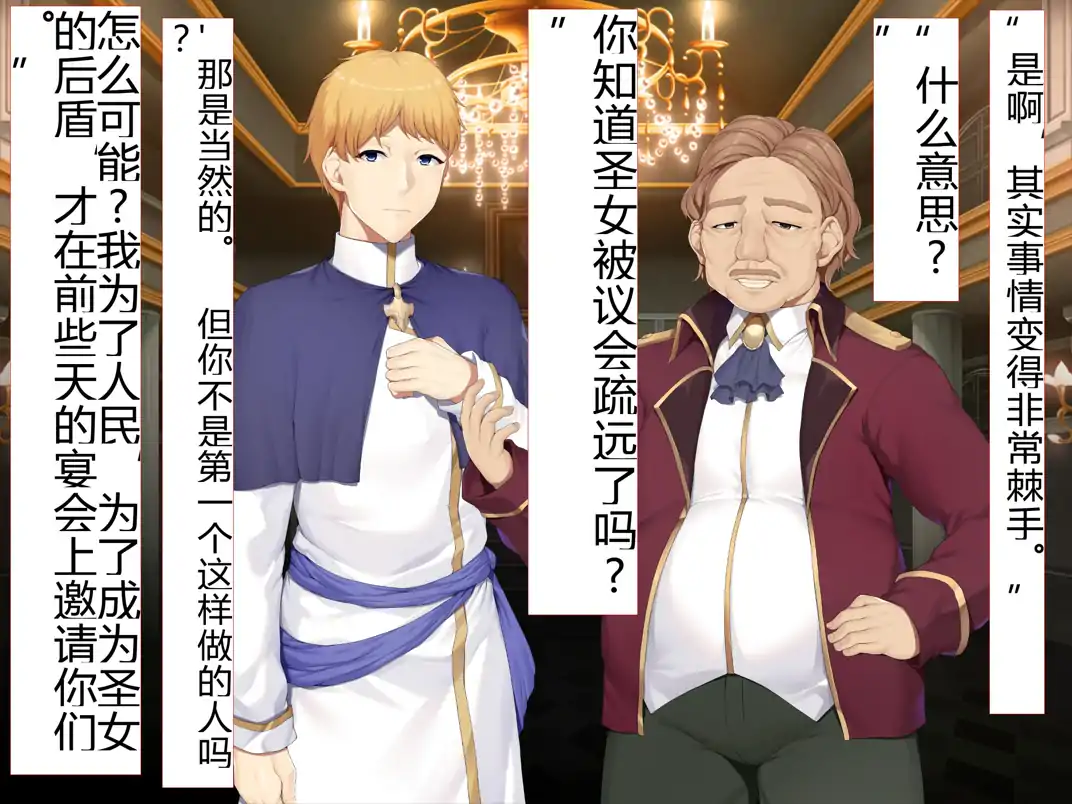 “是啊，其实事情变得非常棘手。”
“什么意思？”
你知道圣女被议会疏远了吗？”
'那是当然的。 但你不是第一个这样做的人吗?
怎么可能?我为了人民，为了成为圣女
的后盾，才在前些天的宴会上邀请你们。”